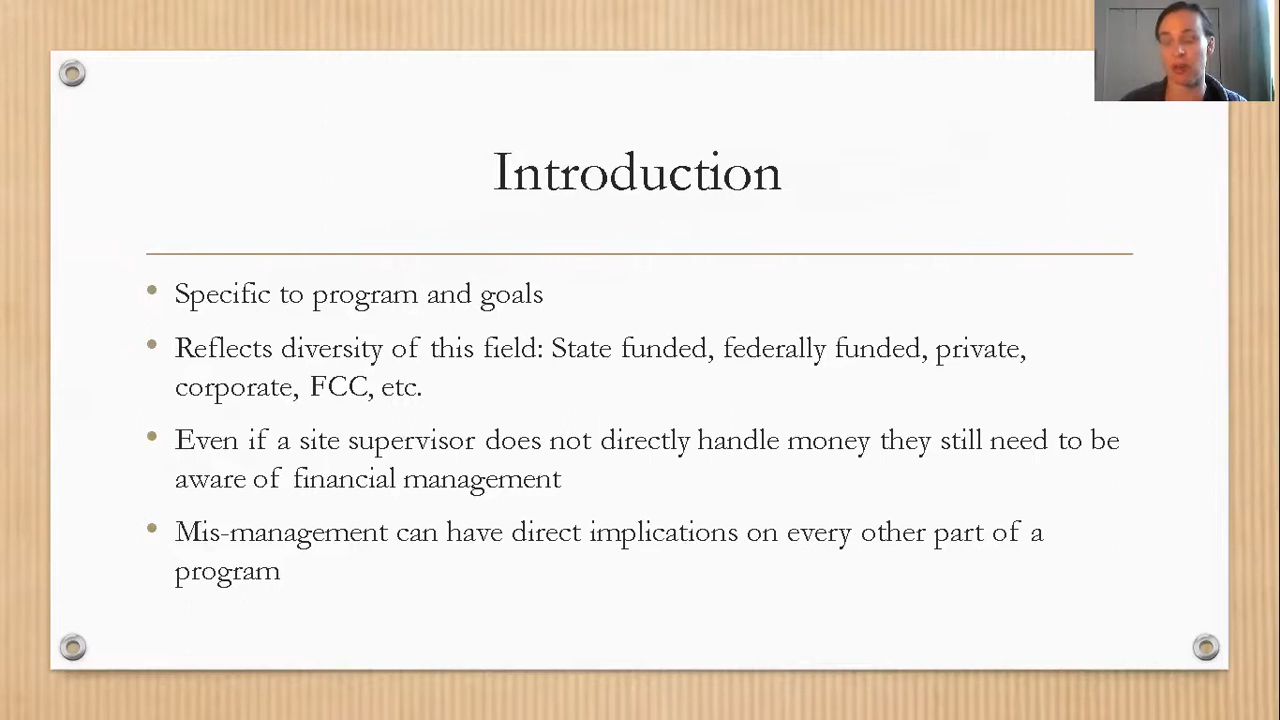 Introduction
Specific to program and goals
Reflects diversity of this field: State funded, federally funded, private,
corporate, FCC, etc.
Even if a site supervisor does not directly handle money they still need to be
aware of financial management
Mis-management can have direct implications on every other part of a
program